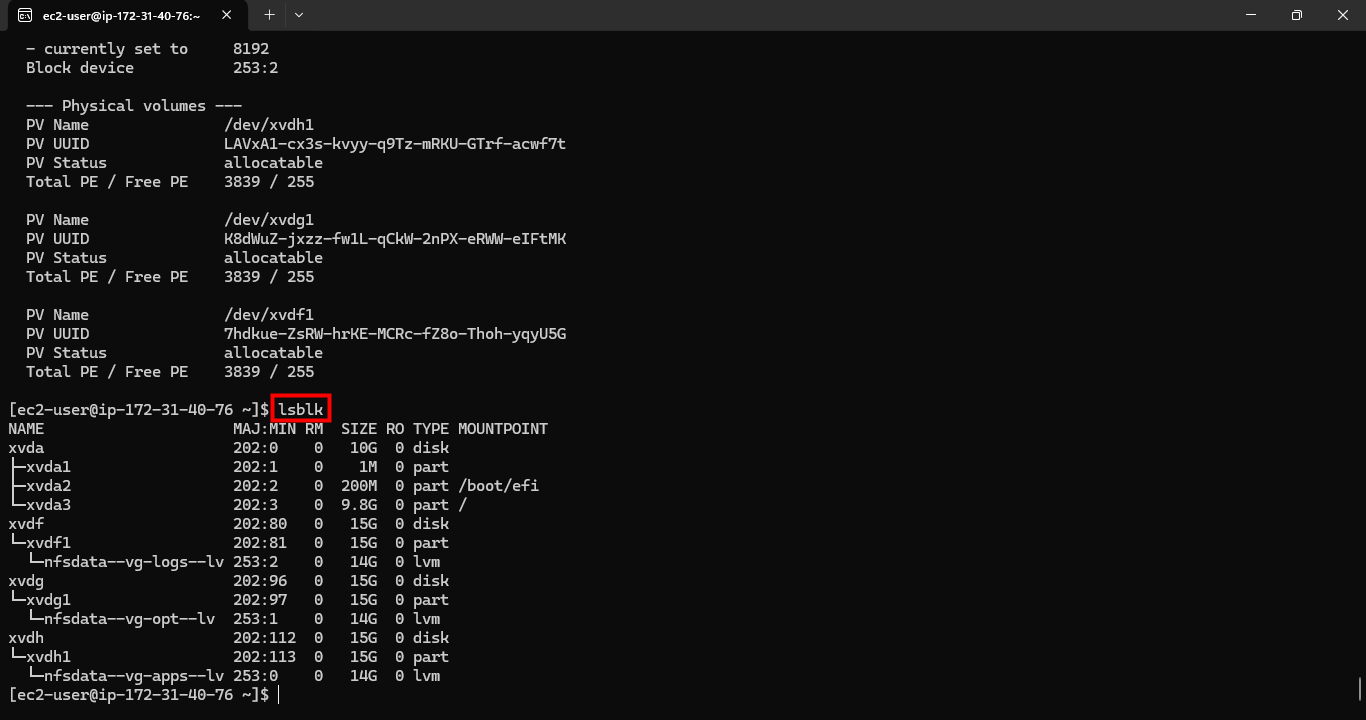 ec2-user@ip-172-31-40-76:~
- currently set to     8192
Block device           253:2
--- Physical volumes ---
PV Name               /dev/xvdh1
PV UUID               LAVxA1-cx3s-kvyy-q9Tz-mRKU-GTrf-acwf7t
PV Status             allocatable
Total PE / Free PE    3839 / 255
PV Name               /dev/xvdg1
PV UUID               K8dWuZ-jxzz-fw1L-qCkW-2nPX-eRWW-eIFtMK
PV Status             allocatable
Total PE / Free PE    3839 / 255
PV Name               /dev/xvdf1
PV UUID               7hdkue-ZsRW-hrKE-MCRc-fZ8o-Thoh-yqyU5G
PV Status             allocatable
Total PE / Free PE    3839 / 255
[ec2-user@ip-172-31-40-76 ~]$ lsblk
NAME                     MAJ:MIN RM  SIZE RO TYPE MOUNTPOINT
xvda                     202:0    0   10G  0 disk
├─xvda1                  202:1    0    1M  0 part
├─xvda2                  202:2    0  200M  0 part /boot/efi
└─xvda3                  202:3    0  9.8G  0 part /
xvdf                     202:80   0   15G  0 disk
└─xvdf1                  202:81   0   15G  0 part
  └─nfsdata--vg-logs--lv 253:2    0   14G  0 lvm
xvdg                     202:96   0   15G  0 disk
└─xvdg1                  202:97   0   15G  0 part
  └─nfsdata--vg-opt--lv  253:1    0   14G  0 lvm
xvdh                     202:112  0   15G  0 disk
└─xvdh1                  202:113  0   15G  0 part
  └─nfsdata--vg-apps--lv 253:0    0   14G  0 lvm
[ec2-user@ip-172-31-40-76 ~]$